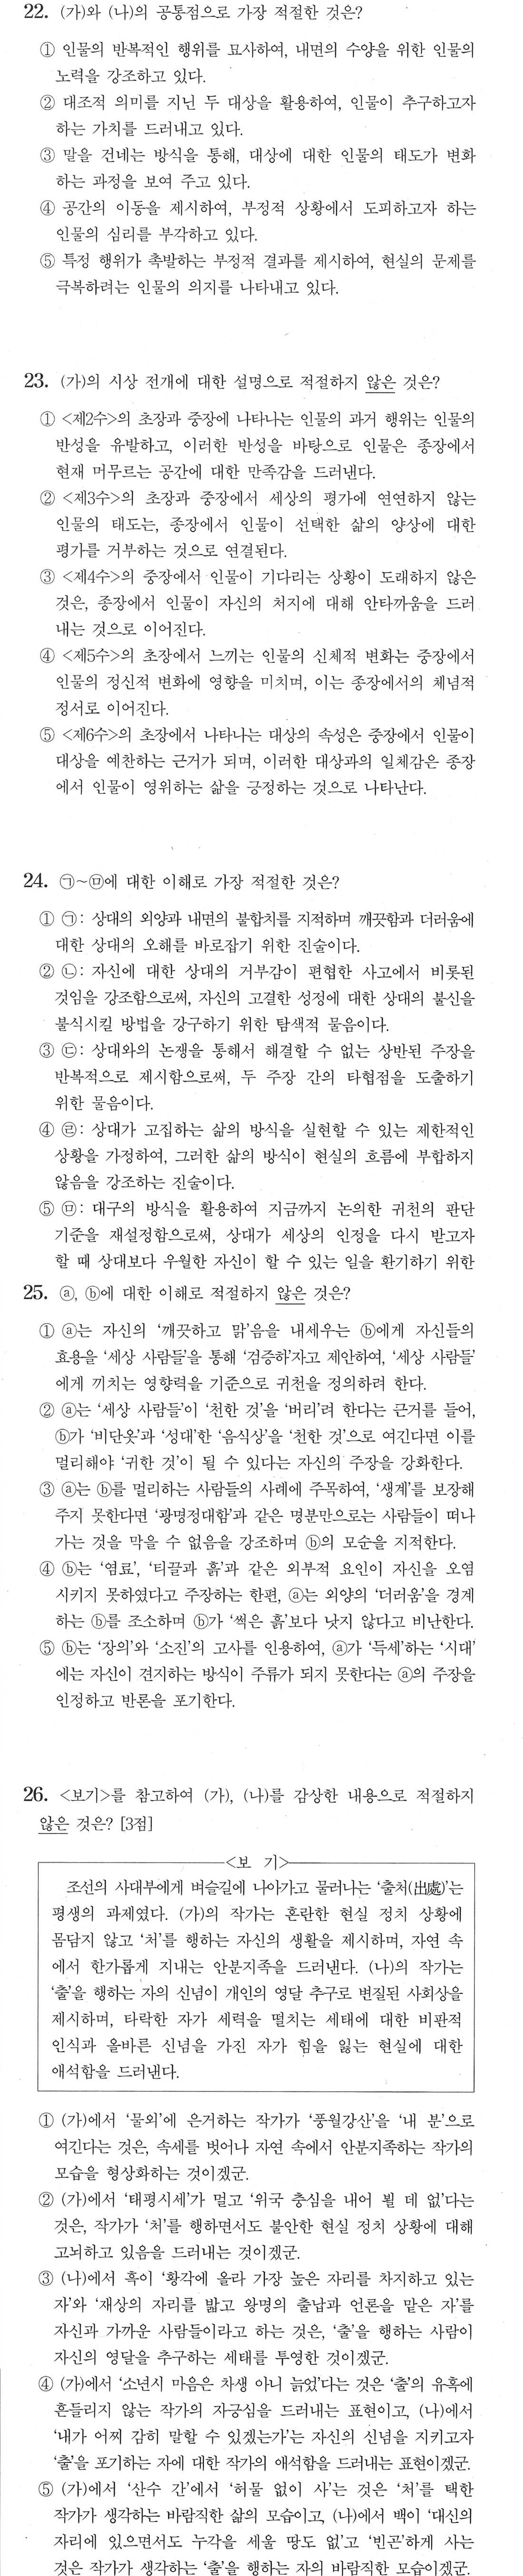 22. (가)와 (나)의 공통점으로 가장 적절한 것은?
① 인물의 반복적인 행위를 묘사하여, 내면의 수양을 위한 인물의
노력을 강조하고 있다.
② 대조적 의미를 지닌 두 대상을 활용하여, 인물이 추구하고자
하는 가치를 드러내고 있다.
③ 말을 건네는 방식을 통해, 대상에 대한 인물의 태도가 변화
하는 과정을 보여 주고 있다.
④ 공간의 이동을 제시하여, 부정적 상황에서 도피하고자 하는
인물의 심리를 부각하고 있다.
⑤ 특정 행위가 촉발하는 부정적 결과를 제시하여, 현실의 문제를
극복하려는 인물의 의지를 나타내고 있다.
23. (가)의 시상 전개에 대한 설명으로 적절하지 않은 것은?
① <제2수>의 초장과 중장에 나타나는 인물의 과거 행위는 인물의
반성을 유발하고, 이러한 반성을 바탕으로 인물은 종장에서
현재 머무르는 공간에 대한 만족감을 드러낸다.
② <제3수>의 초장과 중장에서 세상의 평가에 연연하지 않는
인물의 태도는, 종장에서 인물이 선택한 삶의 양상에 대한
평가를 거부하는 것으로 연결된다.
③ <제4수>의 중장에서 인물이 기다리는 상황이 도래하지 않은
것은, 종장에서 인물이 자신의 처지에 대해 안타까움을 드러
내는 것으로 이어진다.
④ <제5수>의 초장에서 느끼는 인물의 신체적 변화는 중장에서
인물의 정신적 변화에 영향을 미치며, 이는 종장에서의 체념적
정서로 이어진다.
⑤ <제6수>의 초장에서 나타나는 대상의 속성은 중장에서 인물이
대상을 예찬하는 근거가 되며, 이러한 대상과의 일체감은 종장
에서 인물이 영위하는 삶을 긍정하는 것으로 나타난다.
24. ㉠~㉤에 대한 이해로 가장 적절한 것은?
① ㉠: 상대의 외양과 내면의 불합치를 지적하며 깨끗함과 더러움에
대한 상대의 오해를 바로잡기 위한 진술이다.
② ㉡: 자신에 대한 상대의 거부감이 편협한 사고에서 비롯된
것임을 강조함으로써, 자신의 고결한 성정에 대한 상대의 불신을
불식시킬 방법을 강구하기 위한 탐색적 물음이다.
③ ㉢: 상대와의 논쟁을 통해서 해결할 수 없는 상반된 주장을
반복적으로 제시함으로써, 두 주장 간의 타협점을 도출하기
위한 물음이다.
④ ㉣: 상대가 고집하는 삶의 방식을 실현할 수 있는 제한적인
상황을 가정하여, 그러한 삶의 방식이 현실의 흐름에 부합하지
않음을 강조하는 진술이다.
⑤ ㉤: 대구의 방식을 활용하여 지금까지 논의한 귀천의 판단
기준을 재설정함으로써, 상대가 세상의 인정을 다시 받고자
할 때 상대보다 우월한 자신이 할 수 있는 일을 환기하기 위한
25. ⓐ, ⓑ에 대한 이해로 적절하지 않은 것은?
① ⓐ는 자신의 '깨끗하고 맑'음을 내세우는 ⓑ에게 자신들의
효용을 '세상 사람들'을 통해 '검증하'자고 제안하여, '세상 사람들'
에게 끼치는 영향력을 기준으로 귀천을 정의하려 한다.
② ⓐ는 '세상 사람들'이 '천한 것'을 '버리'려 한다는 근거를 들어,
ⓑ가 '비단옷'과 '성대'한 '음식상'을 '천한 것'으로 여긴다면 이를
멀리해야 '귀한 것'이 될 수 있다는 자신의 주장을 강화한다.
③ ⓐ는 ⓑ를 멀리하는 사람들의 사례에 주목하여, '생계'를 보장해
주지 못한다면 '광명정대함'과 같은 명분만으로는 사람들이 떠나
가는 것을 막을 수 없음을 강조하며 ⓑ의 모순을 지적한다.
④ ⓑ는 '염료', '티끌과 흙'과 같은 외부적 요인이 자신을 오염
시키지 못하였다고 주장하는 한편, ⓐ는 외양의 '더러움'을 경계
하는 ⓑ를 조소하며 ⓑ가 '썩은 흙'보다 낫지 않다고 비난한다.
⑤ ⓑ는 '장의'와 '소진'의 고사를 인용하여, ⓐ가 '득세'하는 '시대'
에는 자신이 견지하는 방식이 주류가 되지 못한다는 ⓐ의 주장을
인정하고 반론을 포기한다.
26. <보기>를 참고하여 (가), (나)를 감상한 내용으로 적절하지
않은 것은? [3점]
<보 기>
조선의 사대부에게 벼슬길에 나아가고 물러나는 '출처(出處)'는
평생의 과제였다. (가)의 작가는 혼란한 현실 정치 상황에
몸담지 않고 '처'를 행하는 자신의 생활을 제시하며, 자연 속
에서 한가롭게 지내는 안분지족을 드러낸다. (나)의 작가는
'출'을 행하는 자의 신념이 개인의 영달 추구로 변질된 사회상을
제시하며, 타락한 자가 세력을 떨치는 세태에 대한 비판적
인식과 올바른 신념을 가진 자가 힘을 잃는 현실에 대한
애석함을 드러낸다.
① (가)에서 '물외'에 은거하는 작가가 '풍월강산'을 '내 분'으로
여긴다는 것은, 속세를 벗어나 자연 속에서 안분지족하는 작가의
모습을 형상화하는 것이겠군.
② (가)에서 '태평시세'가 멀고 '위국 충심을 내어 뵐 데 없'다는
것은, 작가가 '처'를 행하면서도 불안한 현실 정치 상황에 대해
고뇌하고 있음을 드러내는 것이겠군.
③ (나)에서 흑이 '황각에 올라 가장 높은 자리를 차지하고 있는
자'와 '재상의 자리를 밟고 왕명의 출납과 언론을 맡은 자'를
자신과 가까운 사람들이라고 하는 것은, '출'을 행하는 사람이
자신의 영달을 추구하는 세태를 투영한 것이겠군.
④ (가)에서 '소년시 마음은 차생 아니 늙었'다는 것은 '출'의 유혹에
흔들리지 않는 작가의 자긍심을 드러내는 표현이고, (나)에서
'내가 어찌 감히 말할 수 있겠는가'는 자신의 신념을 지키고자
'출'을 포기하는 자에 대한 작가의 애석함을 드러내는 표현이겠군.
⑤ (가)에서 '산수 간'에서 '허물 없이 사'는 것은 '처'를 택한
작가가 생각하는 바람직한 삶의 모습이고, (나)에서 백이 '대신의
자리에 있으면서도 누각을 세울 땅도 없'고 '빈곤'하게 사는
것은 작가가 생각하는 '출'을 행하는 자의 바람직한 모습이겠군.